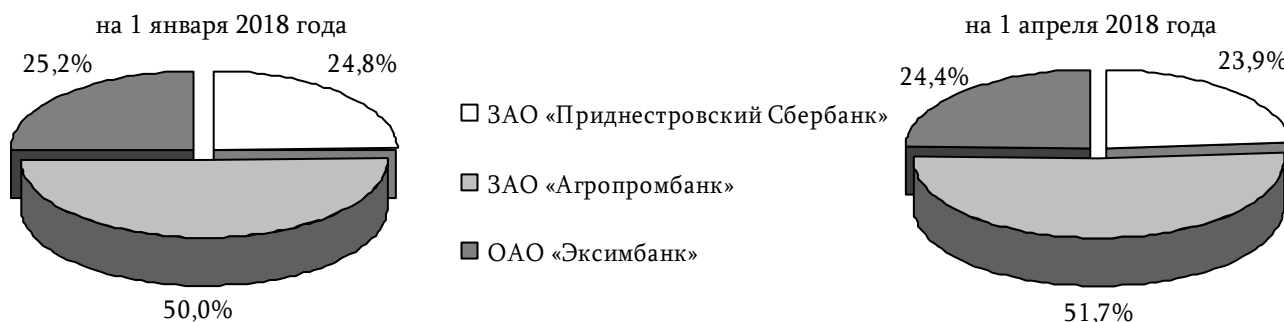 на 1 января 2018 года
25,2%
24,8%
50,0%
ЗАО «Приднестровский Сбербанк»
ЗАО «Агропромбанк»
ОАО «Эксимбанк»
на 1 апреля 2018 года
24,4%
23,9%
51,7%